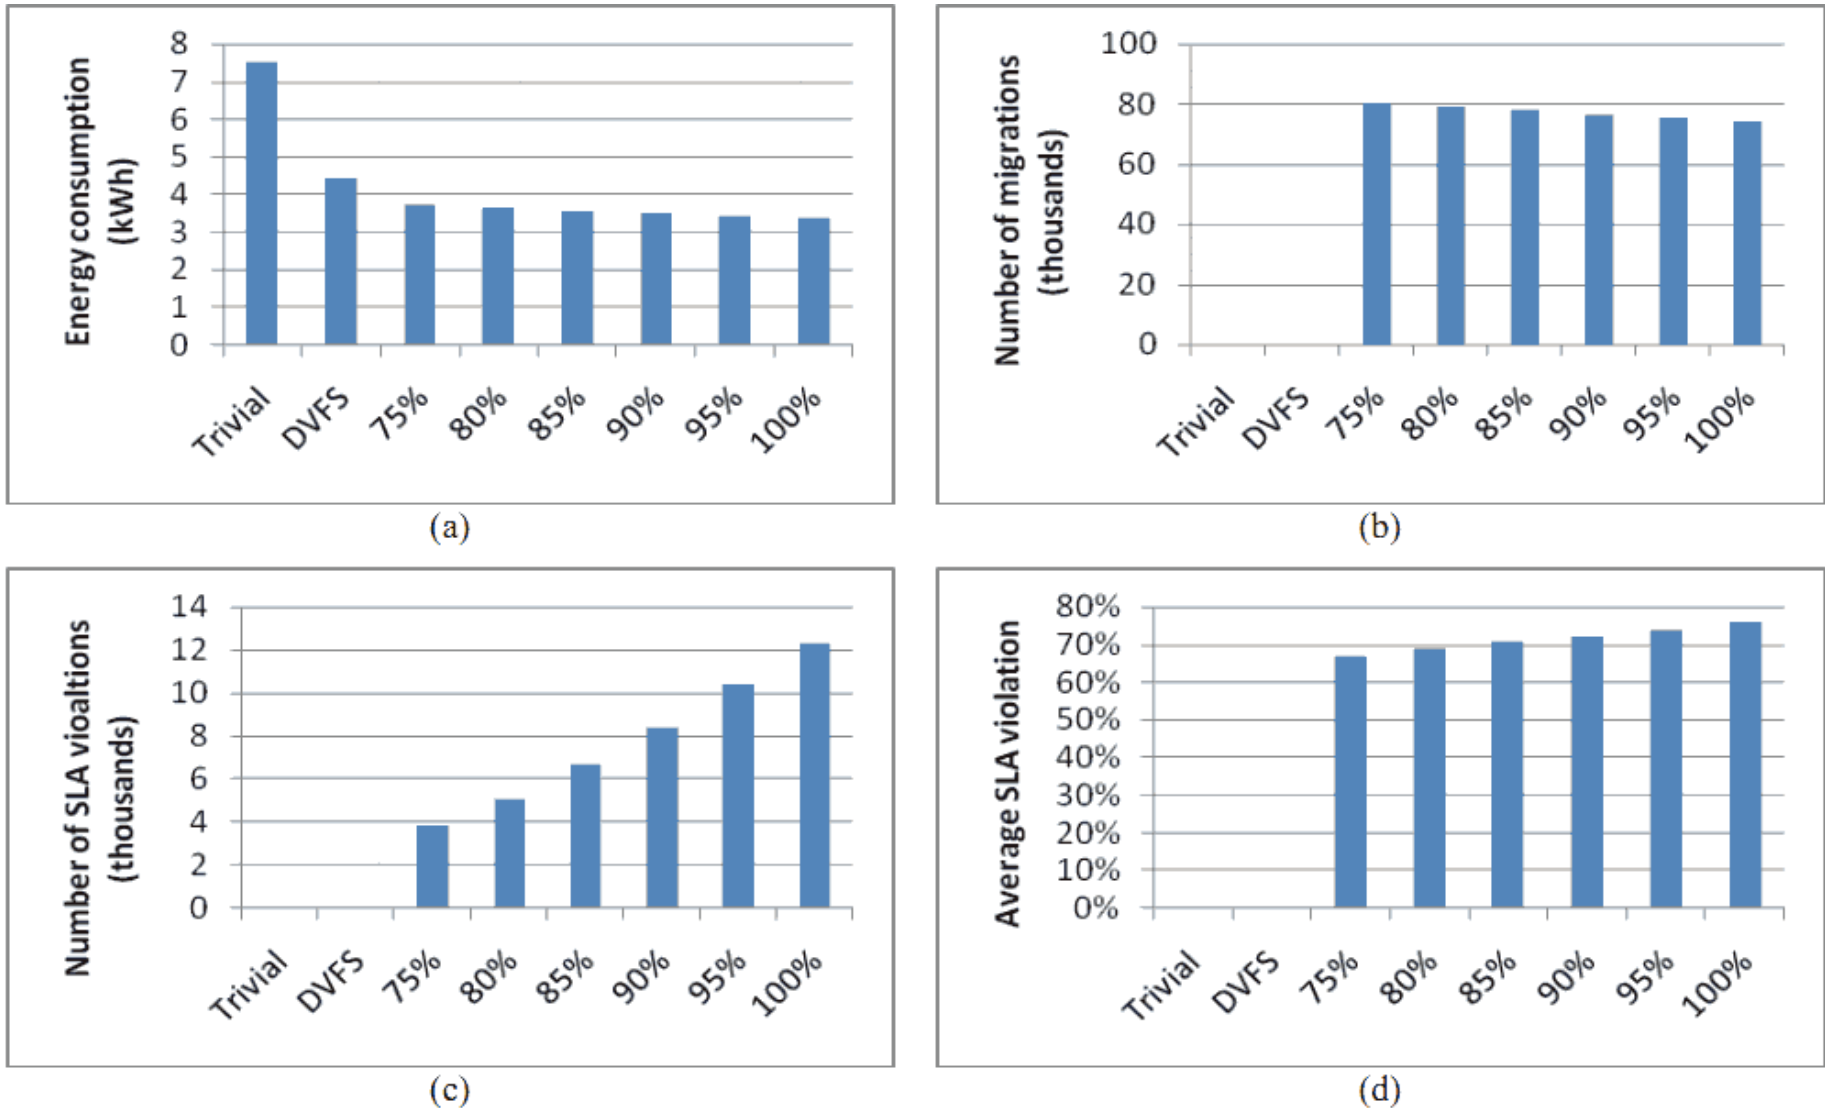 Energy consumption
(kWh)
8
7
6
5
4
3
2
1
0
Trivial
DVFS
75%
80%
85%
90%
95%
100%
(a)
Number of migrations
(thousands)
100
80
60
40
20
0
Trivial
DVFS
75%
80%
85%
90%
95%
100%
(b)
Number of SLA vioaltions
(thousands)
14
12
10
8
6
4
2
0
Trivial
DVFS
75%
80%
85%
90%
95%
100%
(c)
Average SLA violation
80%
70%
60%
50%
40%
30%
20%
10%
0%
Trivial
DVFS
75%
80%
85%
90%
95%
100%
(d)